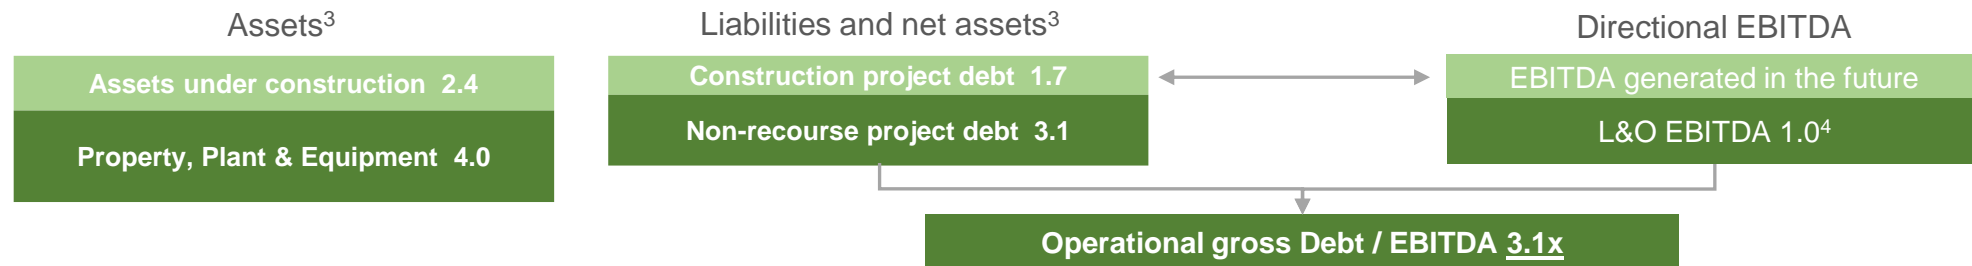 Assets³
Assets under construction 2.4
Property, Plant & Equipment 4.0
Liabilities and net assets³
Construction project debt 1.7
Non-recourse project debt 3.1
Directional EBITDA
EBITDA generated in the future
L&O EBITDA 1.0⁴
Operational gross Debt / EBITDA 3.1x